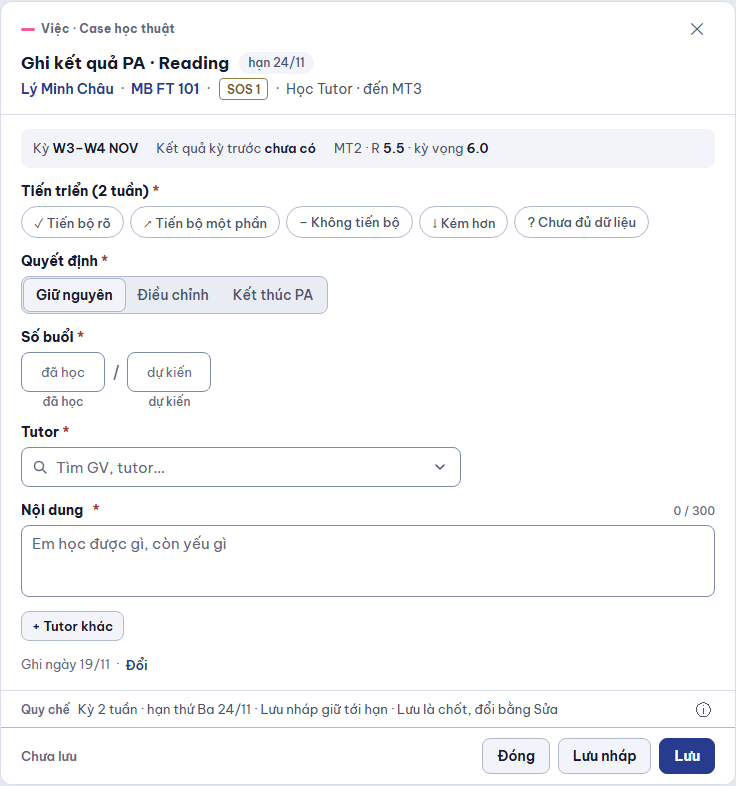 Việc · Case học thuật
Ghi kết quả PA · Reading hạn 24/11
Lý Minh Châu · MB FT 101 · SOS 1 · Học Tutor · đến MT3
Kỳ W3–W4 NOV Kết quả kỳ trước chưa có MT2 · R 5.5 · kỳ vọng 6.0
Tiến triển (2 tuần) *
✓ Tiến bộ rõ ↗ Tiến bộ một phần – Không tiến bộ ↓ Kém hơn ? Chưa đủ dữ liệu
Quyết định *
Giữ nguyên Điều chỉnh Kết thúc PA
Số buổi *
đã học / dự kiến
đã học dự kiến
Tutor *
Tìm GV, tutor...
Nội dung * 0 / 300
Em học được gì, còn yếu gì
+ Tutor khác
Ghi ngày 19/11 · Đổi
Quy chế Kỳ 2 tuần · hạn thứ Ba 24/11 · Lưu nháp giữ tới hạn · Lưu là chốt, đổi bằng Sửa
Chưa lưu Đóng Lưu nháp Lưu